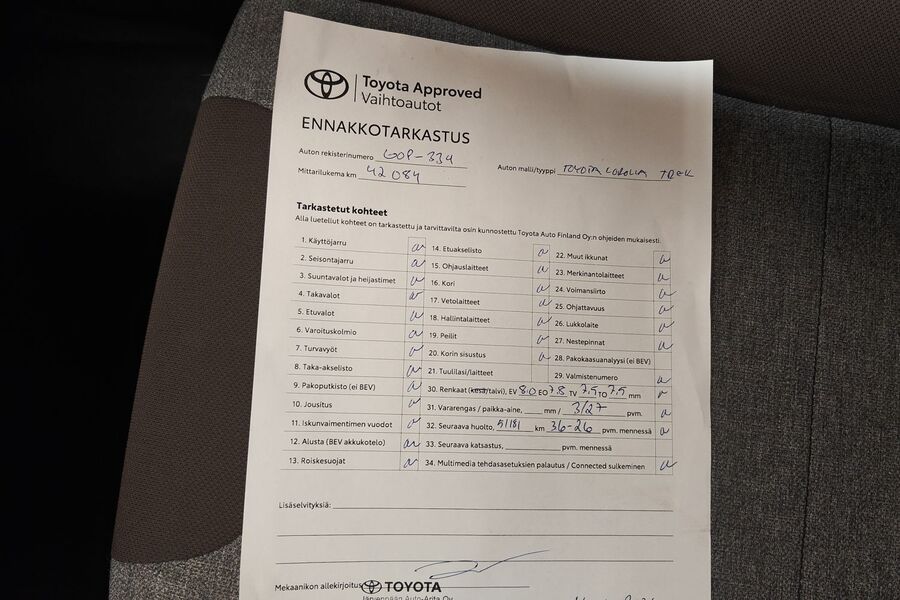 Toyota Approved
Vaihtoautot
ENNAKKOTARKASTUS
Auton rekisterinumero GOP-334
Auton malli/tyyppi TOYOTA COROLLA TREK
Mittarilukema km 42 084
Tarkastetut kohteet
Alla luetellut kohteet on tarkastettu ja tarvittavilta osin kunnostettu Toyota Auto Finland Oy:n ohjeiden mukaisesti.
1. Käyttöjarru
2. Seisontajarru
3. Suuntavalot ja heijastimet
4. Takavalot
5. Etuvalot
6. Varoituskolmio
7. Turvavyöt
8. Taka-akselisto
9. Pakoputkisto (ei BEV)
10. Jousitus
11. Iskunvaimentimen vuodot
12. Alusta (BEV akkukotelo)
13. Roiskesuojat
14. Etuakselisto
15. Ohjauslaitteet
16. Kori
17. Vetolaitteet
18. Hallintalaitteet
19. Peilit
20. Korin sisustus
21. Tuulilasi/laitteet
22. Muut ikkunat
23. Merkinantolaitteet
24. Voimansiirto
25. Ohjattavuus
26. Lukkolaite
27. Nestepinnat
28. Pakokaasuanalyysi (ei BEV)
29. Valmistenumero
30. Renkaat (kesä/talvi), EV 8.0 EO 7.8 TV 7.5 TO 7.5 mm
31. Vararengas / paikka-aine, mm / 3/27 pvm.
32. Seuraava huolto, km 36-26 pvm. mennessä
33. Seuraava katsastus, pvm. mennessä
34. Multimedia tehdasasetuksien palautus / Connected sulkeminen
Lisäselvityksiä:
Mekaanikon allekirjoitus
TOYOTA
Järvenpään Auto-Arita Oy